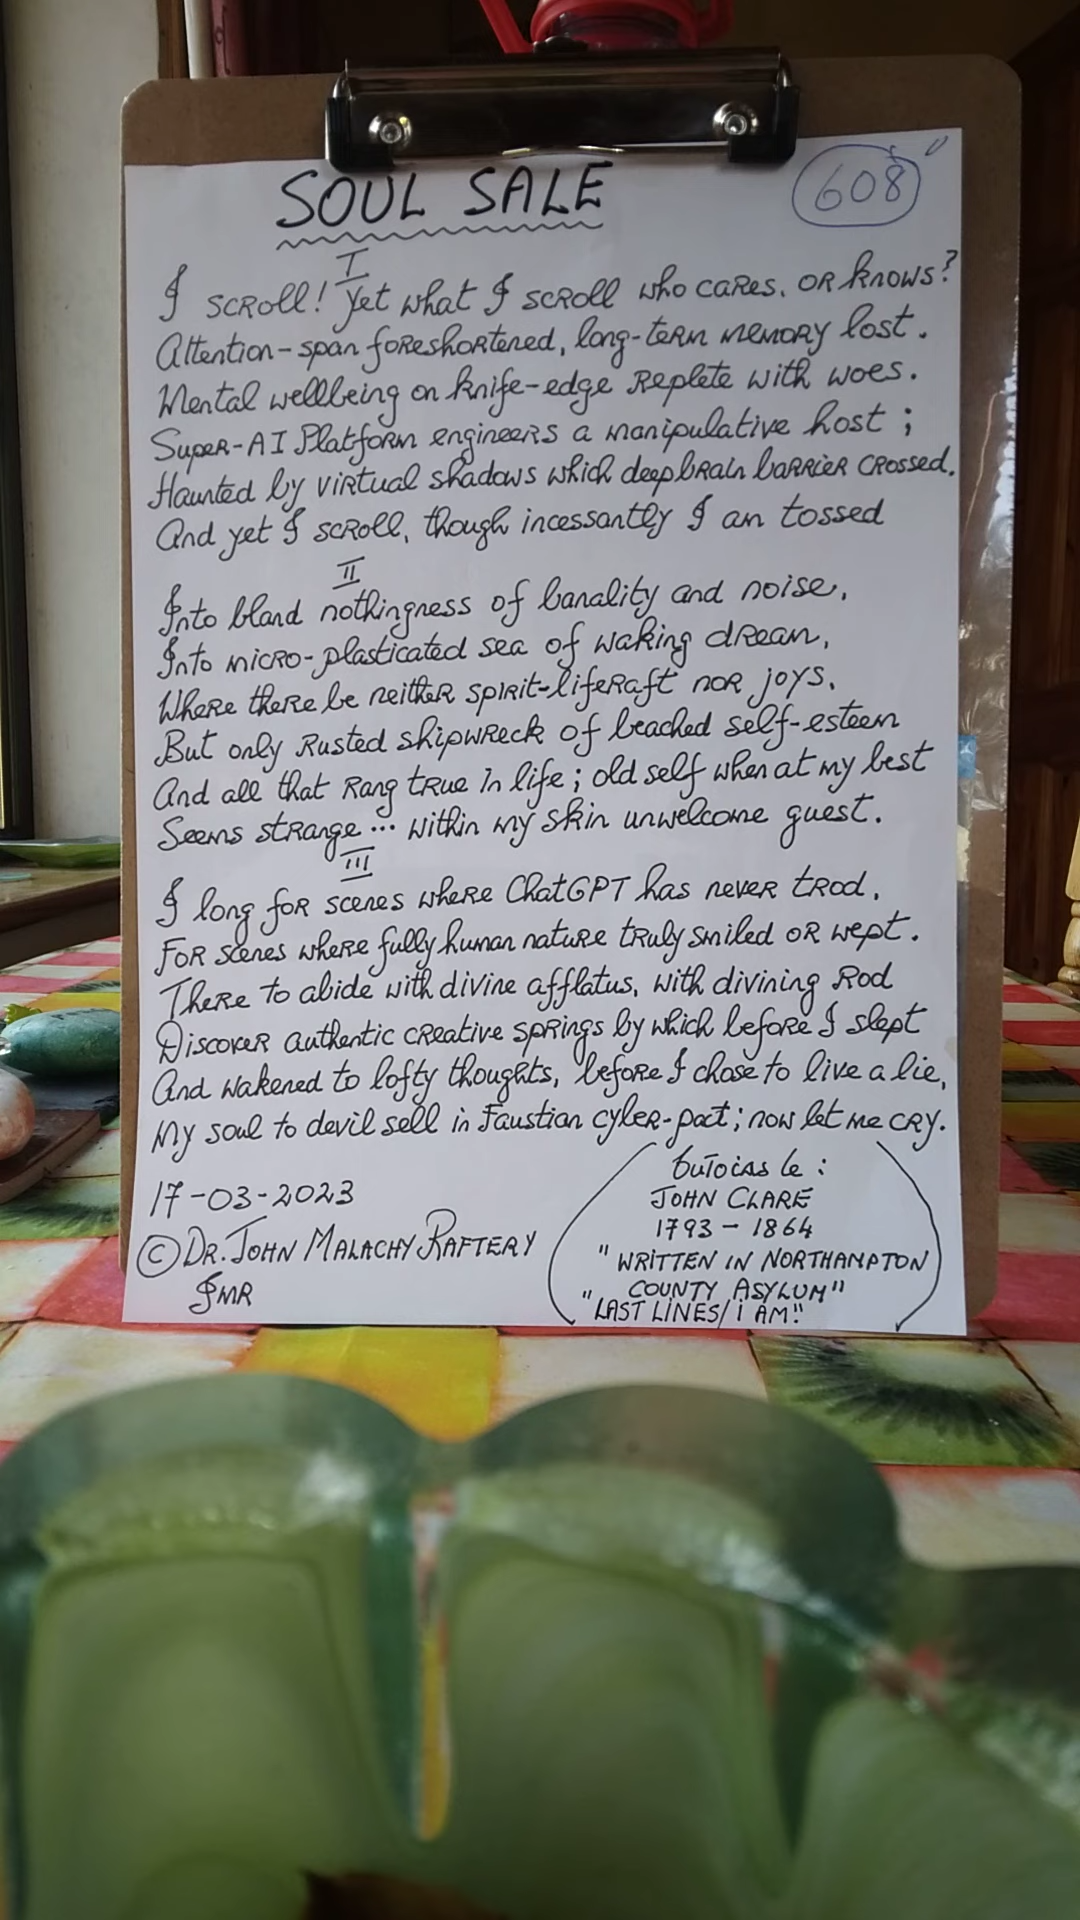 SOUL SALE
608
I
I scroll! Yet what I scroll who cares, or knows?
Attention-span foreshortened, long-term memory lost.
Mental wellbeing on knife-edge replete with woes.
Super-AI Platform engineers a manipulative host;
Haunted by virtual shadows which deep brain barrier crossed.
And yet I scroll, though incessantly I am tossed
II
Into bland nothingness of banality and noise,
Into micro-plasticated sea of waking dream,
Where there be neither spirit-liferaft nor joys,
But only rusted shipwreck of beached self-esteem
And all that rang true in life; old self when at my best
Seems strange... within my skin unwelcome guest.
III
I long for scenes where ChatGPT has never trod,
For scenes where fully human nature truly smiled or wept.
There to abide with divine afflatus, with divining rod
Discover authentic creative springs by which before I slept
And wakened to lofty thoughts, before I chose to live a lie,
My soul to devil sell in Faustian cyber-pact; now let me cry.
17-03-2023
© DR. JOHN MALACHY RAFTERY
JMR
buíoċas le:
JOHN CLARE
1793 - 1864
"WRITTEN IN NORTHAMPTON
COUNTY ASYLUM"
"LAST LINES/I AM."